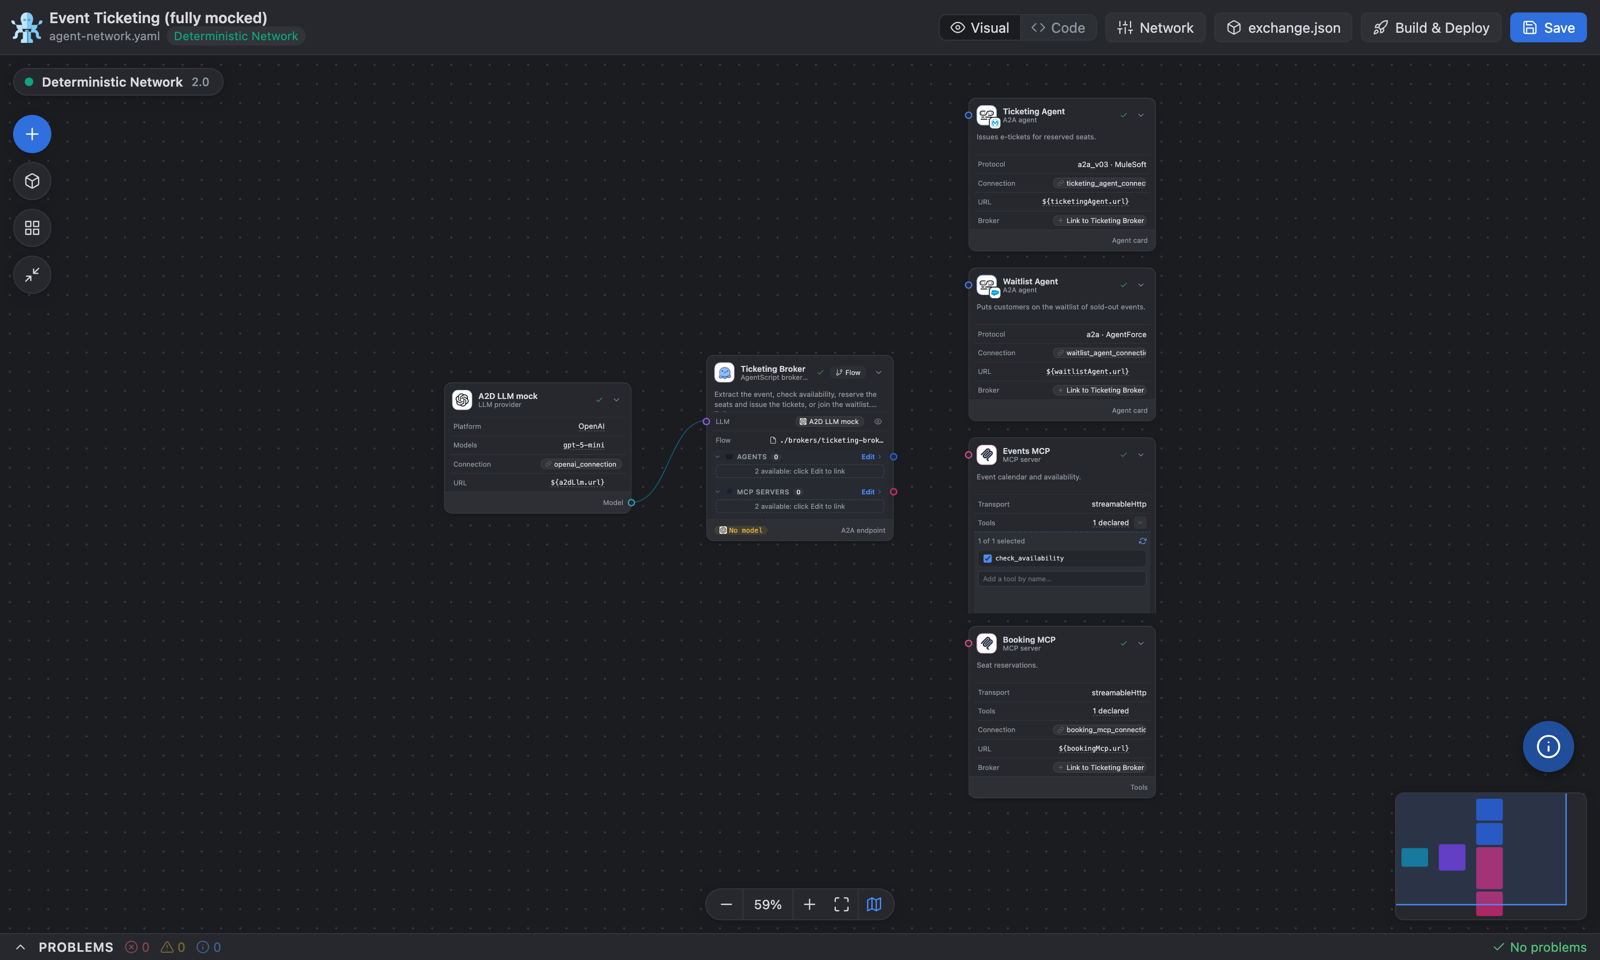 Event Ticketing (fully mocked)
agent-network.yaml Deterministic Network
Visual
Code
Network
exchange.json
Build & Deploy
Save
Deterministic Network 2.0
Ticketing Agent
A2A agent
Issues e-tickets for reserved seats.
Protocol a2a_v03 · MuleSoft
Connection ticketing_agent_connec
URL ${ticketingAgent.url}
Broker + Link to Ticketing Broker
Agent card
Waitlist Agent
A2A agent
Puts customers on the waitlist of sold-out events.
Protocol a2a · AgentForce
Connection waitlist_agent_connecti
URL ${waitlistAgent.url}
Broker + Link to Ticketing Broker
Agent card
A2D LLM mock
LLM provider
Platform OpenAI
Models gpt-5-mini
Connection openai_connection
URL ${a2dLlm.url}
Model
Ticketing Broker
AgentScript broker...
Flow
Extract the event, check availability, reserve the
seats and issue the tickets, or join the waitlist....
LLM A2D LLM mock
Flow ./brokers/ticketing-brok...
AGENTS 0 Edit
2 available: click Edit to link
MCP SERVERS 0 Edit
2 available: click Edit to link
No model A2A endpoint
Events MCP
MCP server
Event calendar and availability.
Transport streamableHttp
Tools 1 declared
1 of 1 selected
check_availability
Add a tool by name...
Booking MCP
MCP server
Seat reservations.
Transport streamableHttp
Tools 1 declared
Connection booking_mcp_connectic
URL ${bookingMcp.url}
Broker + Link to Ticketing Broker
Tools
59%
PROBLEMS 0 0 0
No problems